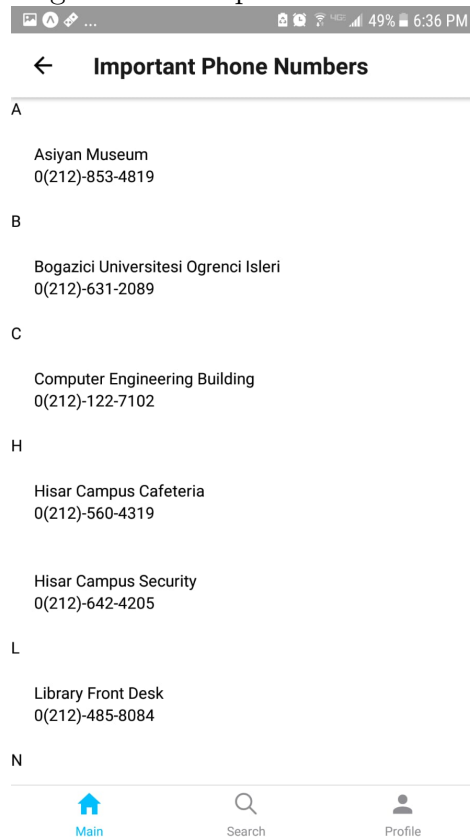 ... 49% 6:36 PM
Important Phone Numbers
A
Asiyan Museum
0(212)-853-4819
B
Bogazici Universitesi Ogrenci Isleri
0(212)-631-2089
C
Computer Engineering Building
0(212)-122-7102
H
Hisar Campus Cafeteria
0(212)-560-4319
Hisar Campus Security
0(212)-642-4205
L
Library Front Desk
0(212)-485-8084
N
Main Search Profile